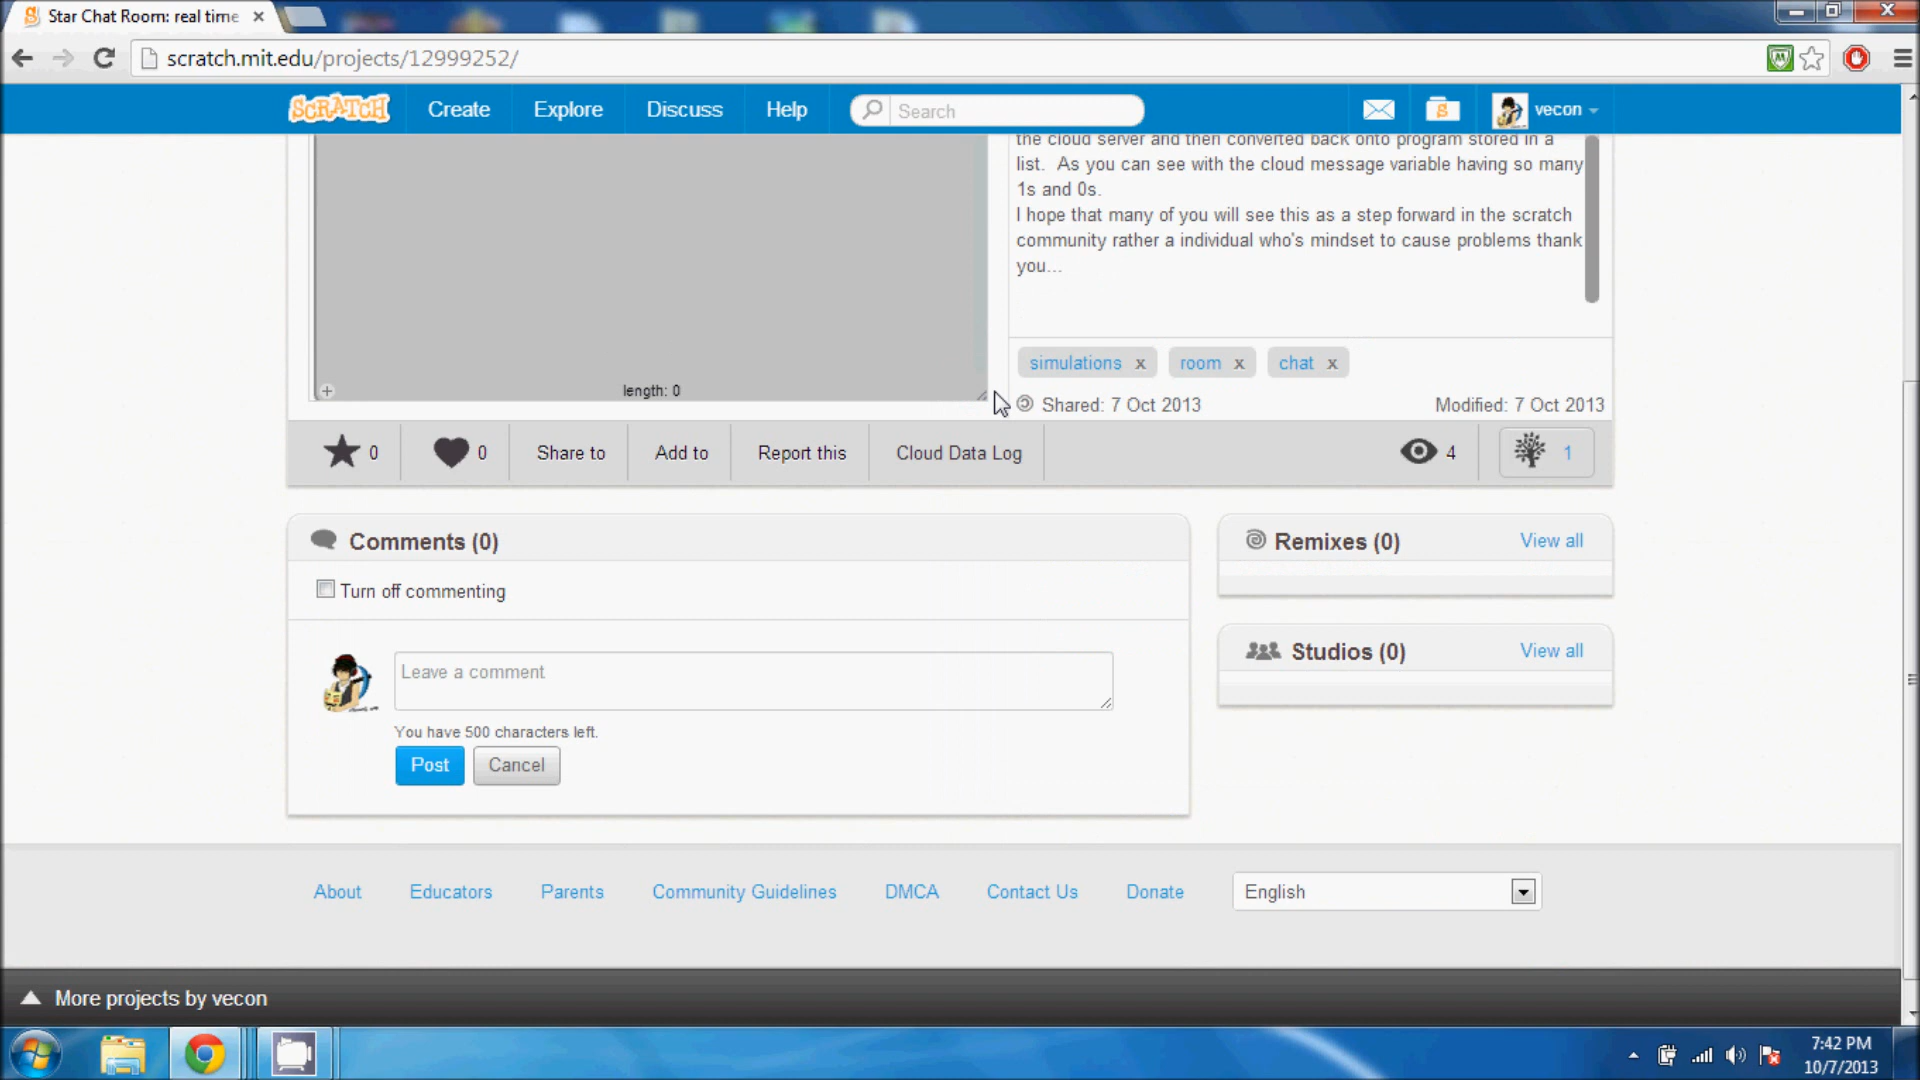 Star Chat Room: real time
scratch.mit.edu/projects/12999252/
SCRATCH Create Explore Discuss Help Search vecon
the cloud server and then converted back onto program stored in a
list. As you can see with the cloud message variable having so many
1s and 0s.
I hope that many of you will see this as a step forward in the scratch
community rather a individual who's mindset to cause problems thank
you...
length: 0
simulations x room x chat x
Shared: 7 Oct 2013 Modified: 7 Oct 2013
0 0 Share to Add to Report this Cloud Data Log 4 1
Comments (0)
Turn off commenting
Leave a comment
You have 500 characters left.
Post Cancel
Remixes (0) View all
Studios (0) View all
About Educators Parents Community Guidelines DMCA Contact Us Donate English
More projects by vecon
7:42 PM
10/7/2013